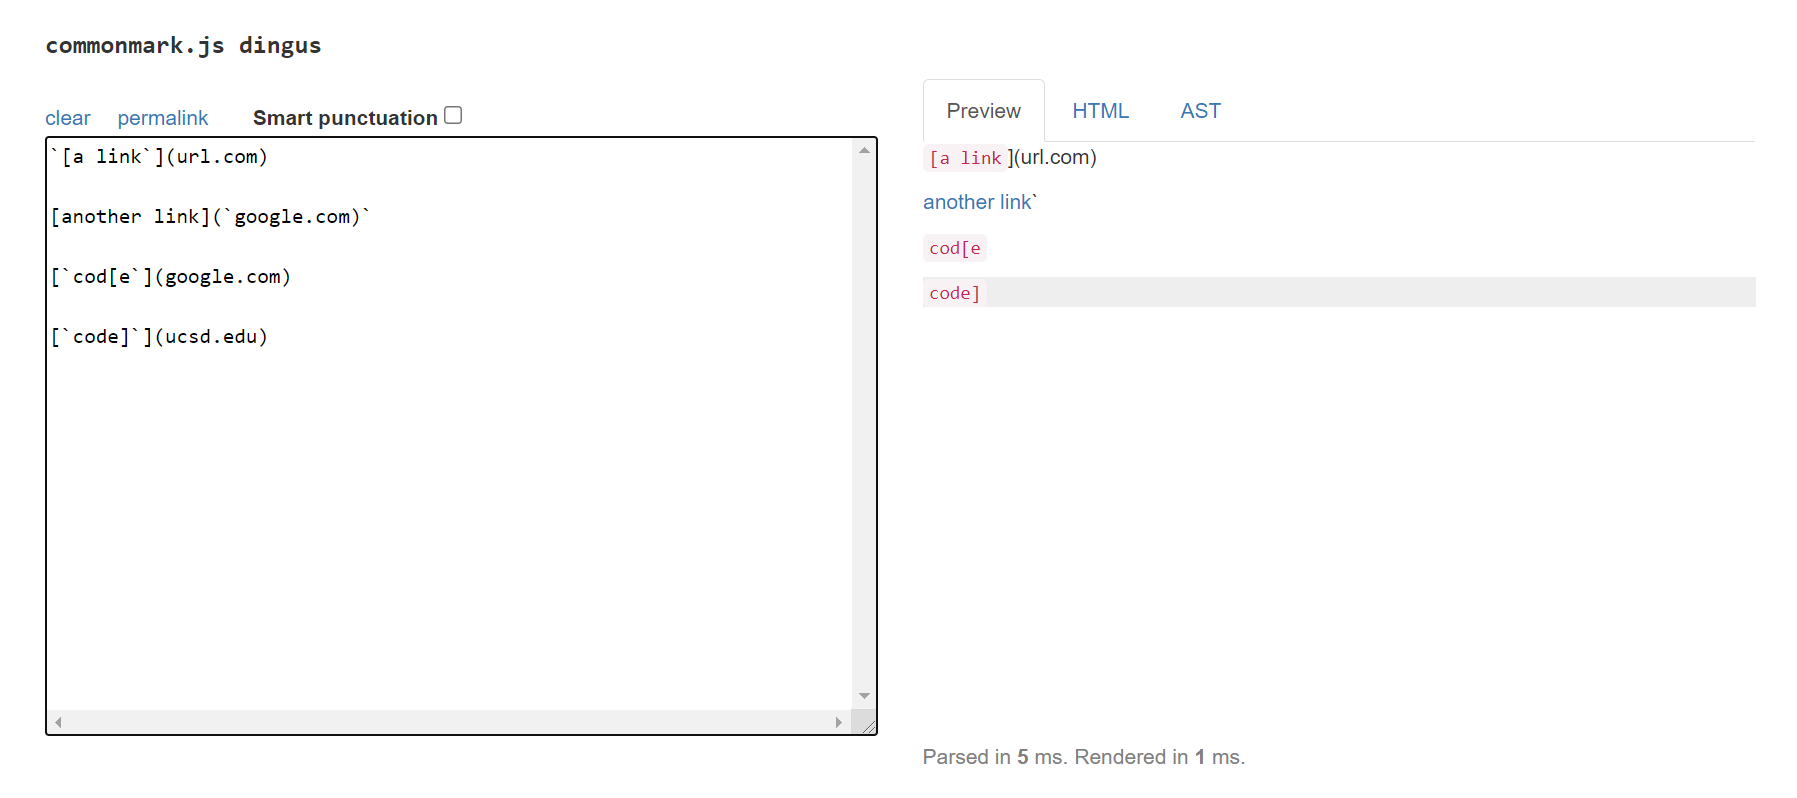 commonmark.js dingus
clear permalink Smart punctuation
`[a link`](url.com)
[another link](`google.com)`
[`cod[e`](google.com)
[`code]`](ucsd.edu)
Preview HTML AST
[a link](url.com)
another link`
cod[e
code]
Parsed in 5 ms. Rendered in 1 ms.